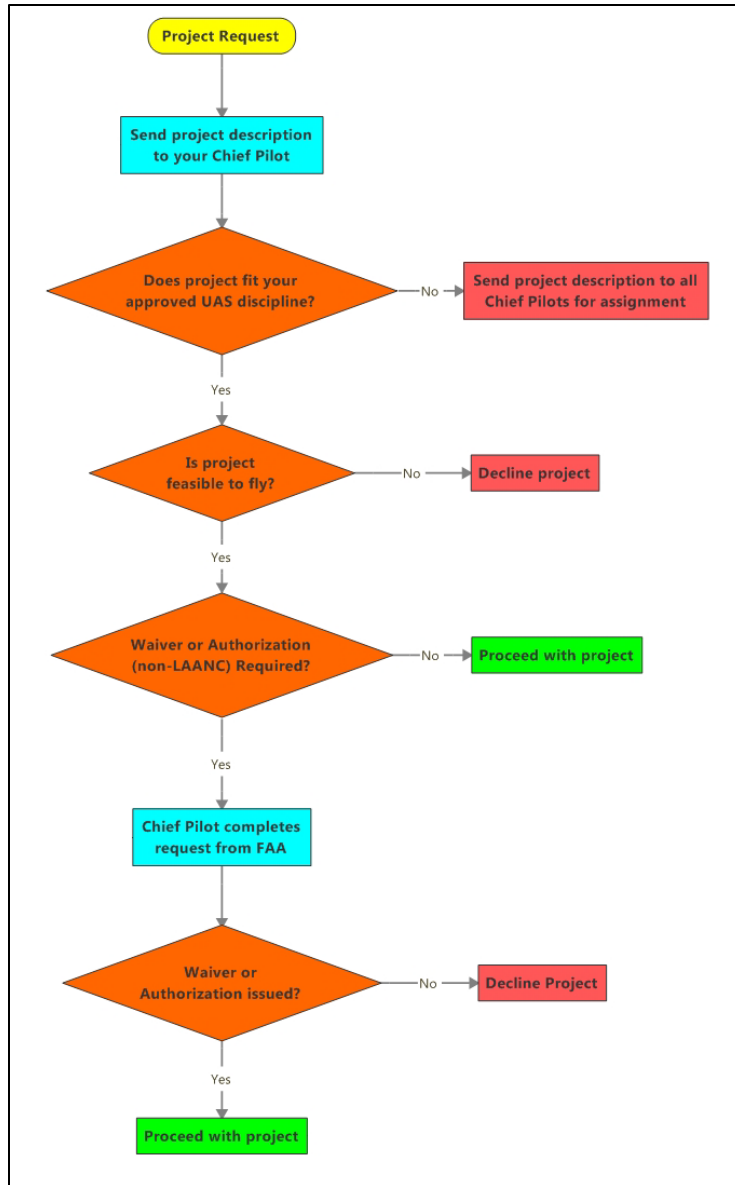 Project Request
Send project description
to your Chief Pilot
Does project fit your
approved UAS discipline?
No
Send project description to all
Chief Pilots for assignment
Yes
Is project
feasible to fly?
No
Decline project
Yes
Waiver or Authorization
(non-LAANC) Required?
No
Proceed with project
Yes
Chief Pilot completes
request from FAA
Waiver or
Authorization issued?
No
Decline Project
Yes
Proceed with project